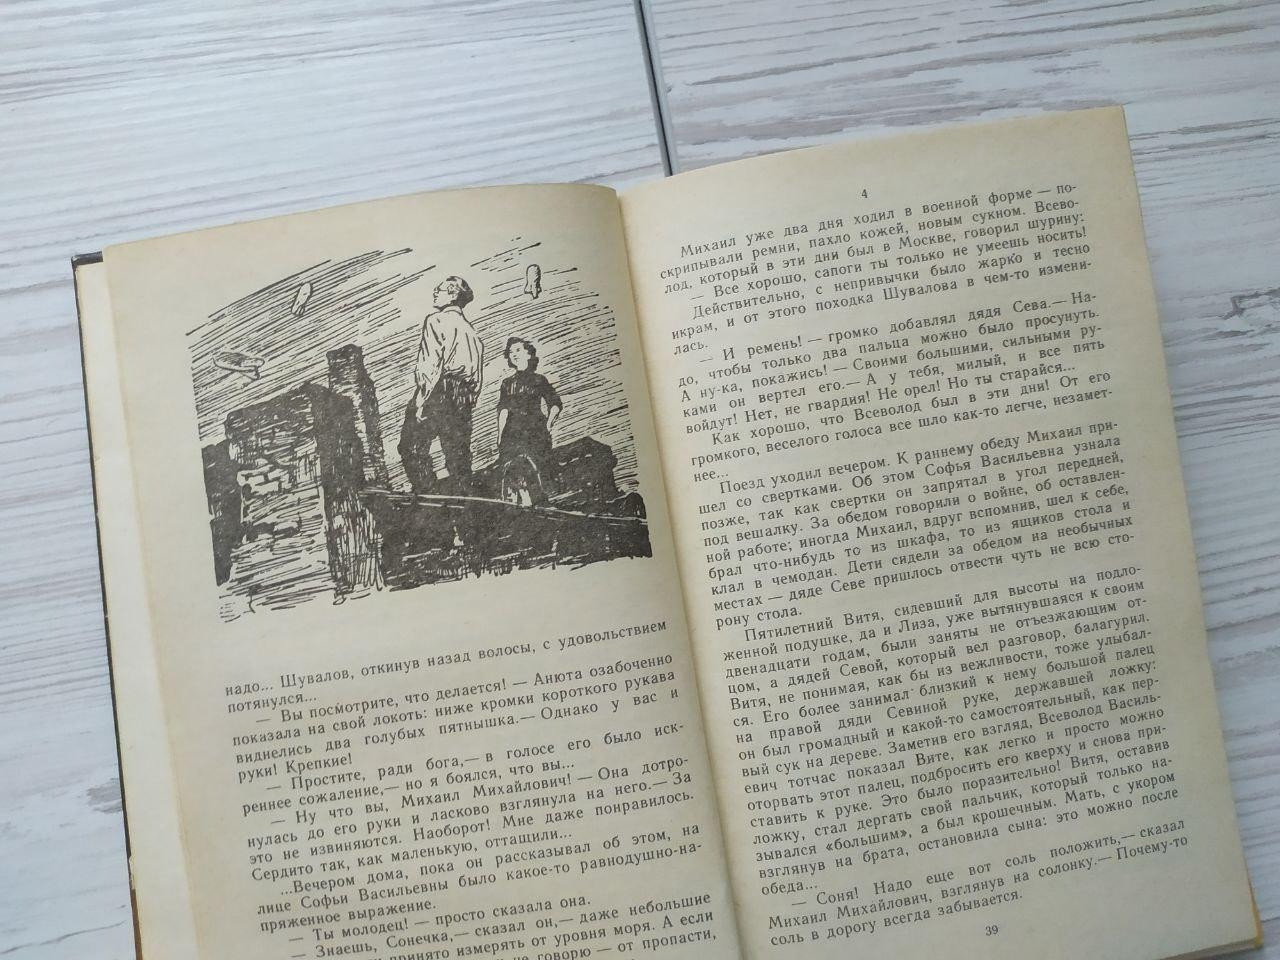 надо... Шувалов, откинув назад волосы, с удовольствием
потянулся...
— Вы посмотрите, что делается! — Анюта озабоченно
показала на свой локоть: ниже кромки короткого рукава
виднелись два голубых пятнышка.— Однако у вас и
руки! Крепкие!
— Простите, ради бога,— в голосе его было иск-
реннее сожаление,— но я боялся, что вы...
— Ну что вы, Михаил Михайлович! — Она дотро-
нулась до его руки и ласково взглянула на него.— За
это не извиняются. Наоборот! Мне даже понравилось.
Сердито так, как маленькую, оттащили...
...Вечером дома, пока он рассказывал об этом, на
лице Софьи Васильевны было какое-то равнодушно-на-
пряженное выражение.
— Ты молодец! — просто сказала она.
— Знаешь, Сонечка,— сказал он,— даже небольшие
принято измерять от уровня моря. А если
не говорю — от пропасти,
4
Михаил уже два дня ходил в военной форме — по-
скрипывали ремни, пахло кожей, новым сукном. Всево-
лод, который в эти дни был в Москве, говорил шурину:
— Все хорошо, сапоги ты только не умеешь носить!
Действительно, с непривычки было жарко и тесно
икрам, и от этого походка Шувалова в чем-то измени-
лась.
— И ремень! — громко добавлял дядя Сева.— На-
до, чтобы только два пальца можно было просунуть.
А ну-ка, покажись! — Своими большими, сильными ру-
ками он вертел его.— А у тебя, милый, и все пять
войдут! Нет, не гвардия! Не орел! Но ты старайся...
Как хорошо, что Всеволод был в эти дни! От его
громкого, веселого голоса все шло как-то легче, незамет-
нее...
Поезд уходил вечером. К раннему обеду Михаил при-
шел со свертками. Об этом Софья Васильевна узнала
позже, так как свертки он запрятал в угол передней,
под вешалку. За обедом говорили о войне, об оставлен-
ной работе; иногда Михаил, вдруг вспомнив, шел к себе,
брал что-нибудь то из шкафа, то из ящиков стола и
клал в чемодан. Дети сидели за обедом на необычных
местах — дяде Севе пришлось отвести чуть не всю сто-
рону стола.
Пятилетний Витя, сидевший для высоты на подло-
женной подушке, да и Лиза, уже вытянувшаяся к своим
двенадцати годам, были заняты не отъезжающим от-
цом, а дядей Севой, который вел разговор, балагурил.
Витя, не понимая, как бы из вежливости, тоже улыбал-
ся. Его более занимал близкий к нему большой палец
на правой дяди Севиной руке, державшей ложку:
он был громадный и какой-то самостоятельный, как пер-
вый сук на дереве. Заметив его взгляд, Всеволод Василь-
евич тотчас показал Вите, как легко и просто можно
оторвать этот палец, подбросить его кверху и снова при-
ставить к руке. Это было поразительно! Витя, оставив
ложку, стал дергать свой пальчик, который только на-
зывался «большим», а был крошечным. Мать, с укором
взглянув на брата, остановила сына: это можно после
обеда...
— Соня! Надо еще вот соль положить,— сказал
Михаил Михайлович, взглянув на солонку.— Почему-то
соль в дорогу всегда забывается.
39